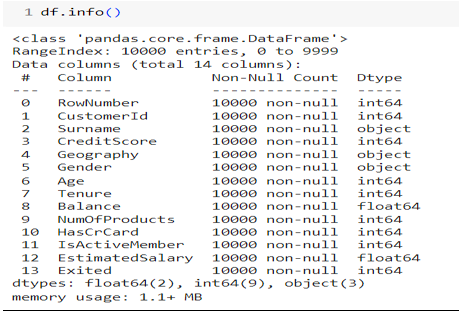 1 df.info()
<class 'pandas.core.frame.DataFrame'>
RangeIndex: 10000 entries, 0 to 9999
Data columns (total 14 columns):
 #   Column           Non-Null Count  Dtype
---  ------           --------------  -----
 0   RowNumber        10000 non-null  int64
 1   CustomerId       10000 non-null  int64
 2   Surname          10000 non-null  object
 3   CreditScore      10000 non-null  int64
 4   Geography        10000 non-null  object
 5   Gender           10000 non-null  object
 6   Age              10000 non-null  int64
 7   Tenure           10000 non-null  int64
 8   Balance          10000 non-null  float64
 9   NumOfProducts    10000 non-null  int64
 10  HasCrCard        10000 non-null  int64
 11  IsActiveMember   10000 non-null  int64
 12  EstimatedSalary  10000 non-null  float64
 13  Exited           10000 non-null  int64
dtypes: float64(2), int64(9), object(3)
memory usage: 1.1+ MB